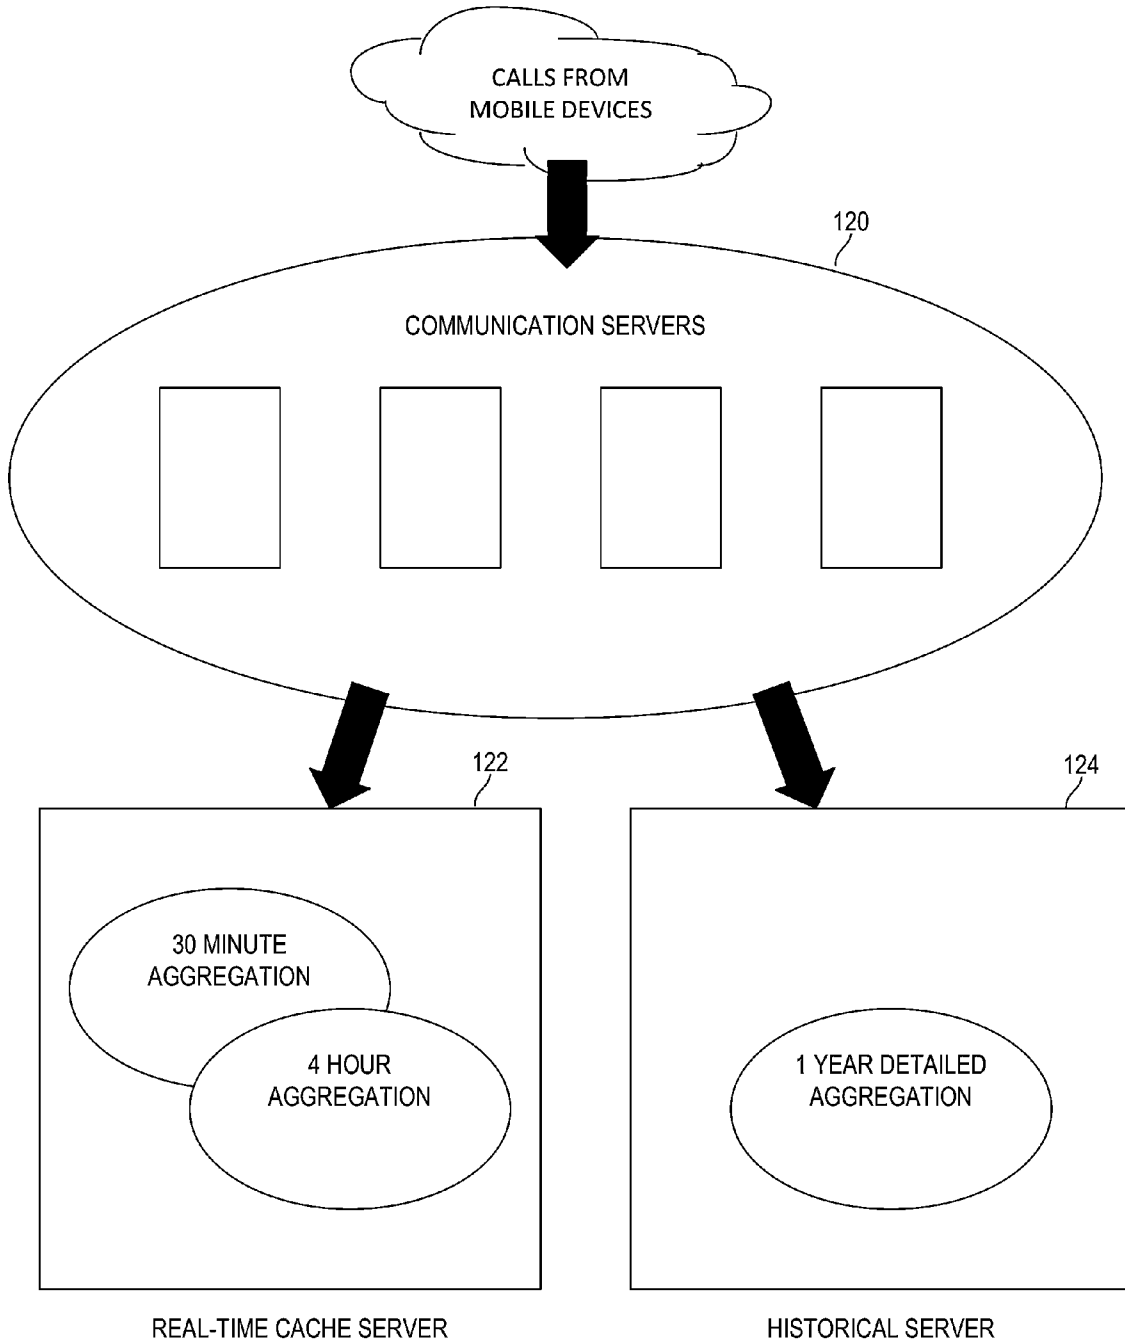 CALLS FROM
MOBILE DEVICES
120
COMMUNICATION SERVERS
122
124
30 MINUTE
AGGREGATION
4 HOUR
AGGREGATION
1 YEAR DETAILED
AGGREGATION
REAL-TIME CACHE SERVER
HISTORICAL SERVER